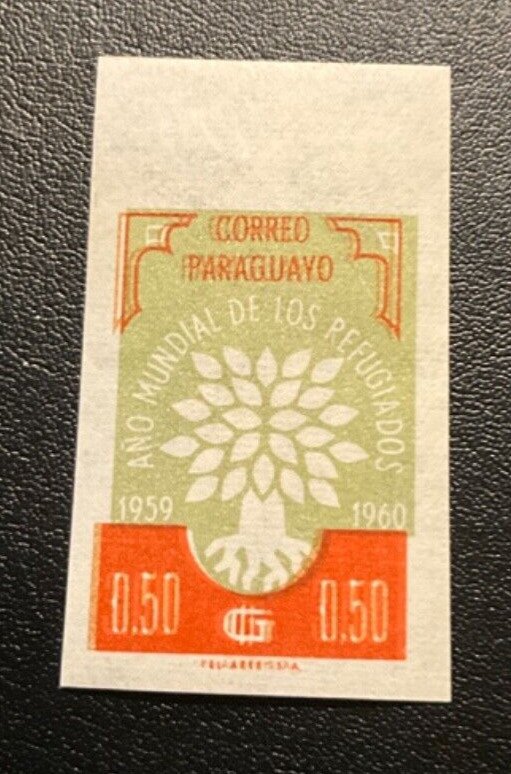 CORREO
PARAGUAYO
AÑO MUNDIAL DE LOS REFUGIADOS
1959 1960
0.50 ₲ 0.50